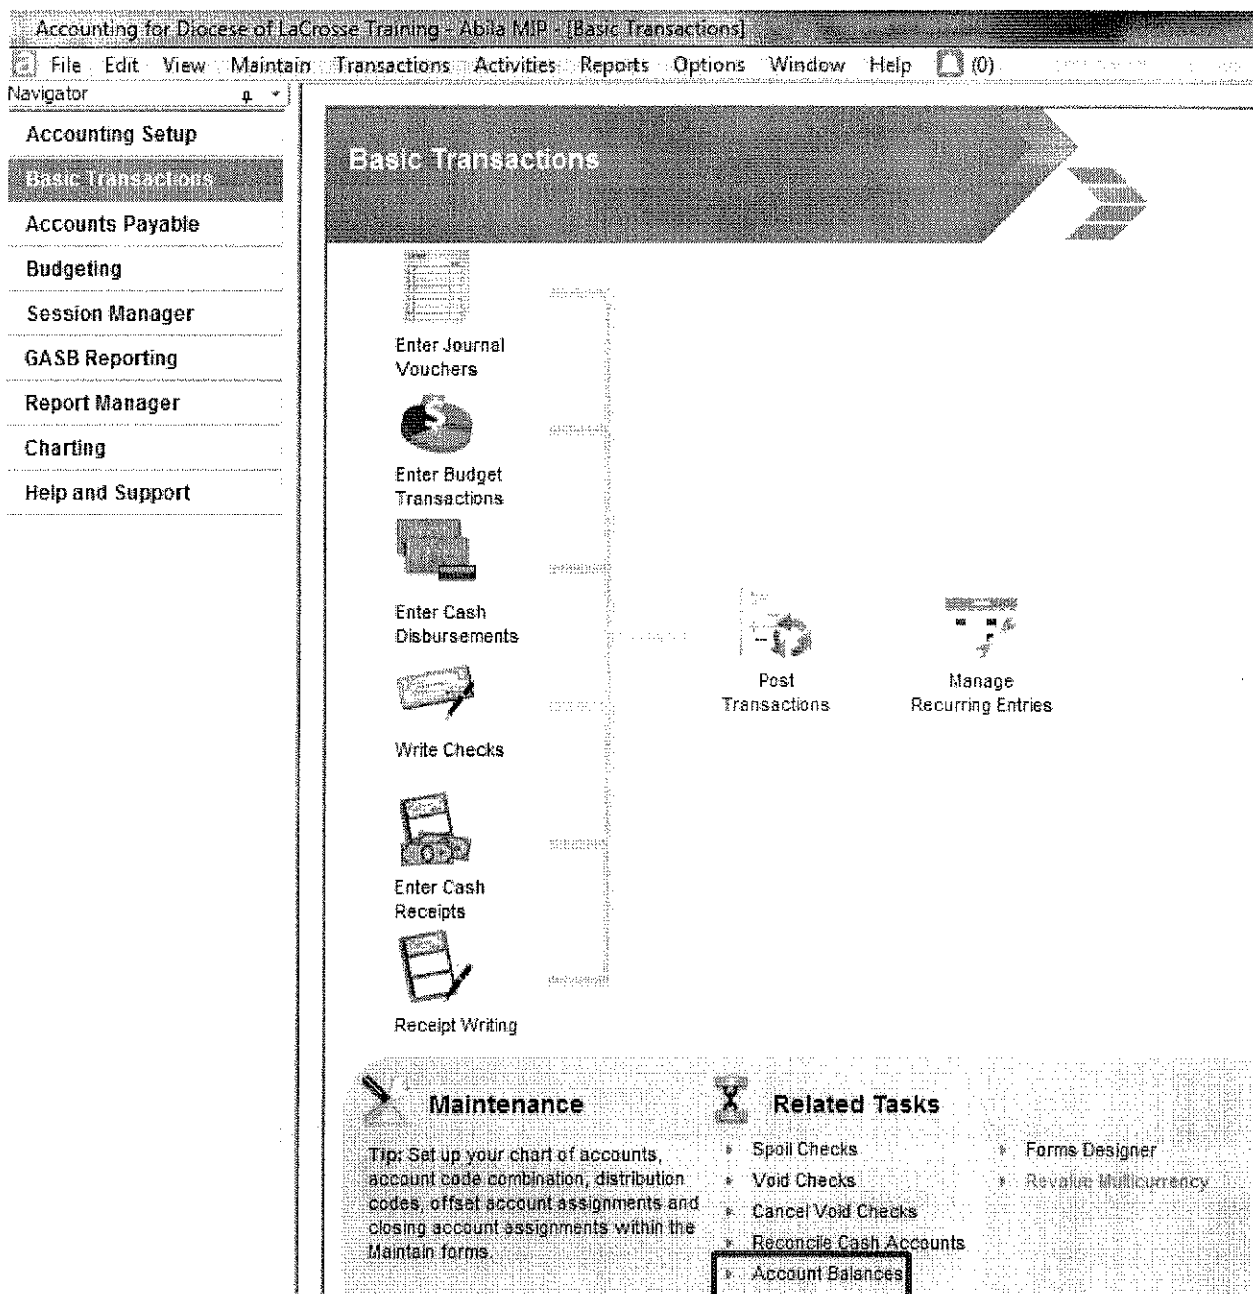 Accounting for Diocese of LaCrosse Training - Abila MIP - [Basic Transactions]
File Edit View Maintain Transactions Activities Reports Options Window Help (0)
Navigator
Accounting Setup
Basic Transactions
Accounts Payable
Budgeting
Session Manager
GASB Reporting
Report Manager
Charting
Help and Support
Basic Transactions
Enter Journal
Vouchers
Enter Budget
Transactions
Enter Cash
Disbursements
Write Checks
Enter Cash
Receipts
Receipt Writing
Post
Transactions
Manage
Recurring Entries
Maintenance
Tip: Set up your chart of accounts,
account code combination, distribution
codes, offset account assignments and
closing account assignments within the
Maintain forms.
Related Tasks
Spoil Checks
Void Checks
Cancel Void Checks
Reconcile Cash Accounts
Account Balances
Forms Designer
Revalue Multicurrency